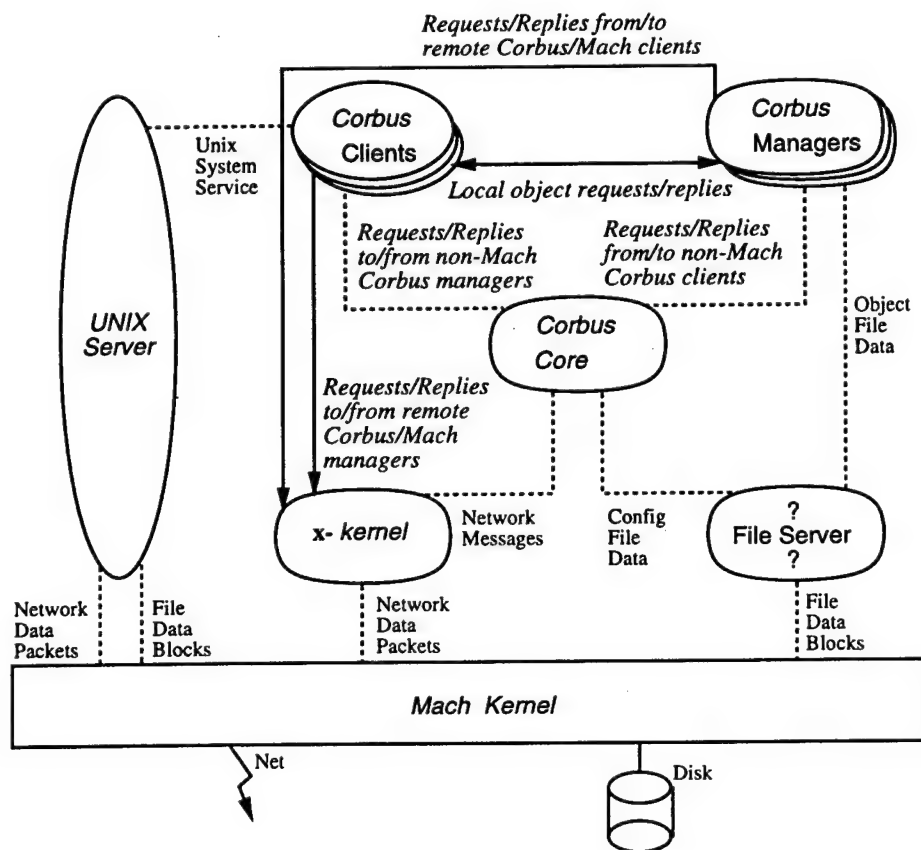 Requests/Replies from/to
remote Corbus/Mach clients
Corbus
Clients
Corbus
Managers
Unix
System
Service
Local object requests/replies
Requests/Replies
to/from non-Mach
Corbus managers
Requests/Replies
from/to non-Mach
Corbus clients
UNIX
Server
Corbus
Core
Object
File
Data
Requests/Replies
to/from remote
Corbus/Mach
managers
x- kernel
Network
Messages
Config
File
Data
?
File Server
?
Network
Data
Packets
File
Data
Blocks
Network
Data
Packets
File
Data
Blocks
Mach Kernel
Net
Disk